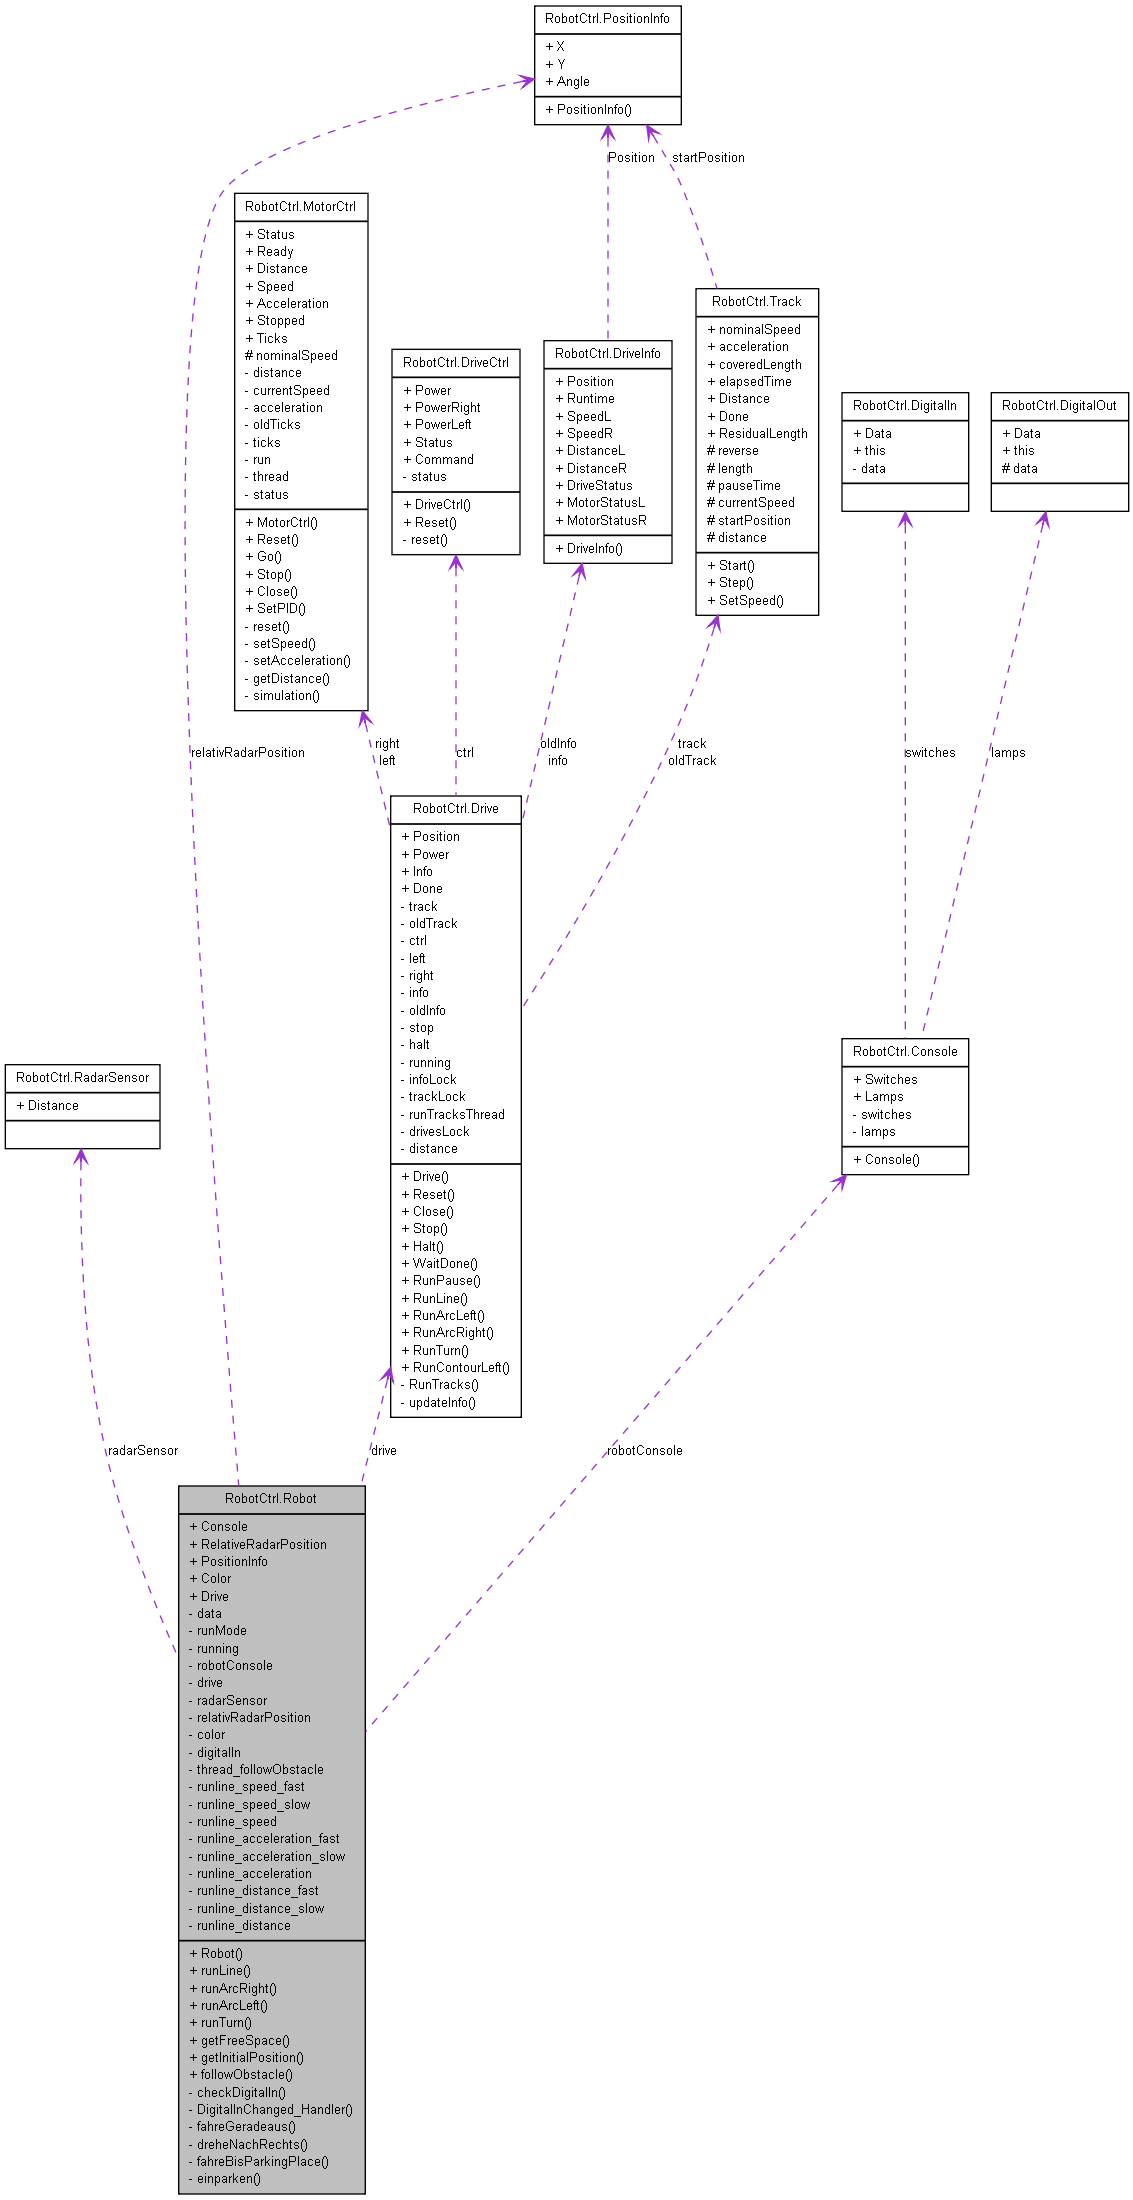 RobotCtrl.PositionInfo
+ X
+ Y
+ Angle
+ PositionInfo()
Position
startPosition
RobotCtrl.MotorCtrl
+ Status
+ Ready
+ Distance
+ Speed
+ Acceleration
+ Stopped
+ Ticks
# nominalSpeed
- distance
- currentSpeed
- acceleration
- oldTicks
- ticks
- run
- thread
- status
+ MotorCtrl()
+ Reset()
+ Go()
+ Stop()
+ Close()
+ SetPID()
- reset()
- setSpeed()
- setAcceleration()
- getDistance()
- simulation()
RobotCtrl.DriveCtrl
+ Power
+ PowerRight
+ PowerLeft
+ Status
+ Command
- status
+ DriveCtrl()
+ Reset()
- reset()
RobotCtrl.DriveInfo
+ Position
+ Runtime
+ SpeedL
+ SpeedR
+ DistanceL
+ DistanceR
+ DriveStatus
+ MotorStatusL
+ MotorStatusR
+ DriveInfo()
RobotCtrl.Track
+ nominalSpeed
+ acceleration
+ coveredLength
+ elapsedTime
+ Distance
+ Done
+ ResidualLength
# reverse
# length
# pauseTime
# currentSpeed
# startPosition
# distance
+ Start()
+ Step()
+ SetSpeed()
RobotCtrl.DigitalIn
+ Data
+ this
- data
RobotCtrl.DigitalOut
+ Data
+ this
# data
relativRadarPosition
right
left
ctrl
oldInfo
info
track
oldTrack
switches
lamps
RobotCtrl.Drive
+ Position
+ Power
+ Info
+ Done
- track
- oldTrack
- ctrl
- left
- right
- info
- oldInfo
- stop
- halt
- running
- infoLock
- trackLock
- runTracksThread
- drivesLock
- distance
+ Drive()
+ Reset()
+ Close()
+ Stop()
+ Halt()
+ WaitDone()
+ RunPause()
+ RunLine()
+ RunArcLeft()
+ RunArcRight()
+ RunTurn()
+ RunContourLeft()
- RunTracks()
- updateInfo()
RobotCtrl.Console
+ Switches
+ Lamps
- switches
- lamps
+ Console()
RobotCtrl.RadarSensor
+ Distance
radarSensor
drive
robotConsole
RobotCtrl.Robot
+ Console
+ RelativeRadarPosition
+ PositionInfo
+ Color
+ Drive
- data
- runMode
- running
- robotConsole
- drive
- radarSensor
- relativRadarPosition
- color
- digitalIn
- thread_followObstacle
- runline_speed_fast
- runline_speed_slow
- runline_speed
- runline_acceleration_fast
- runline_acceleration_slow
- runline_acceleration
- runline_distance_fast
- runline_distance_slow
- runline_distance
+ Robot()
+ runLine()
+ runArcRight()
+ runArcLeft()
+ runTurn()
+ getFreeSpace()
+ getInitialPosition()
+ followObstacle()
- checkDigitalIn()
- DigitalInChanged_Handler()
- fahreGeradeaus()
- dreheNachRechts()
- fahreBisParkingPlace()
- einparken()